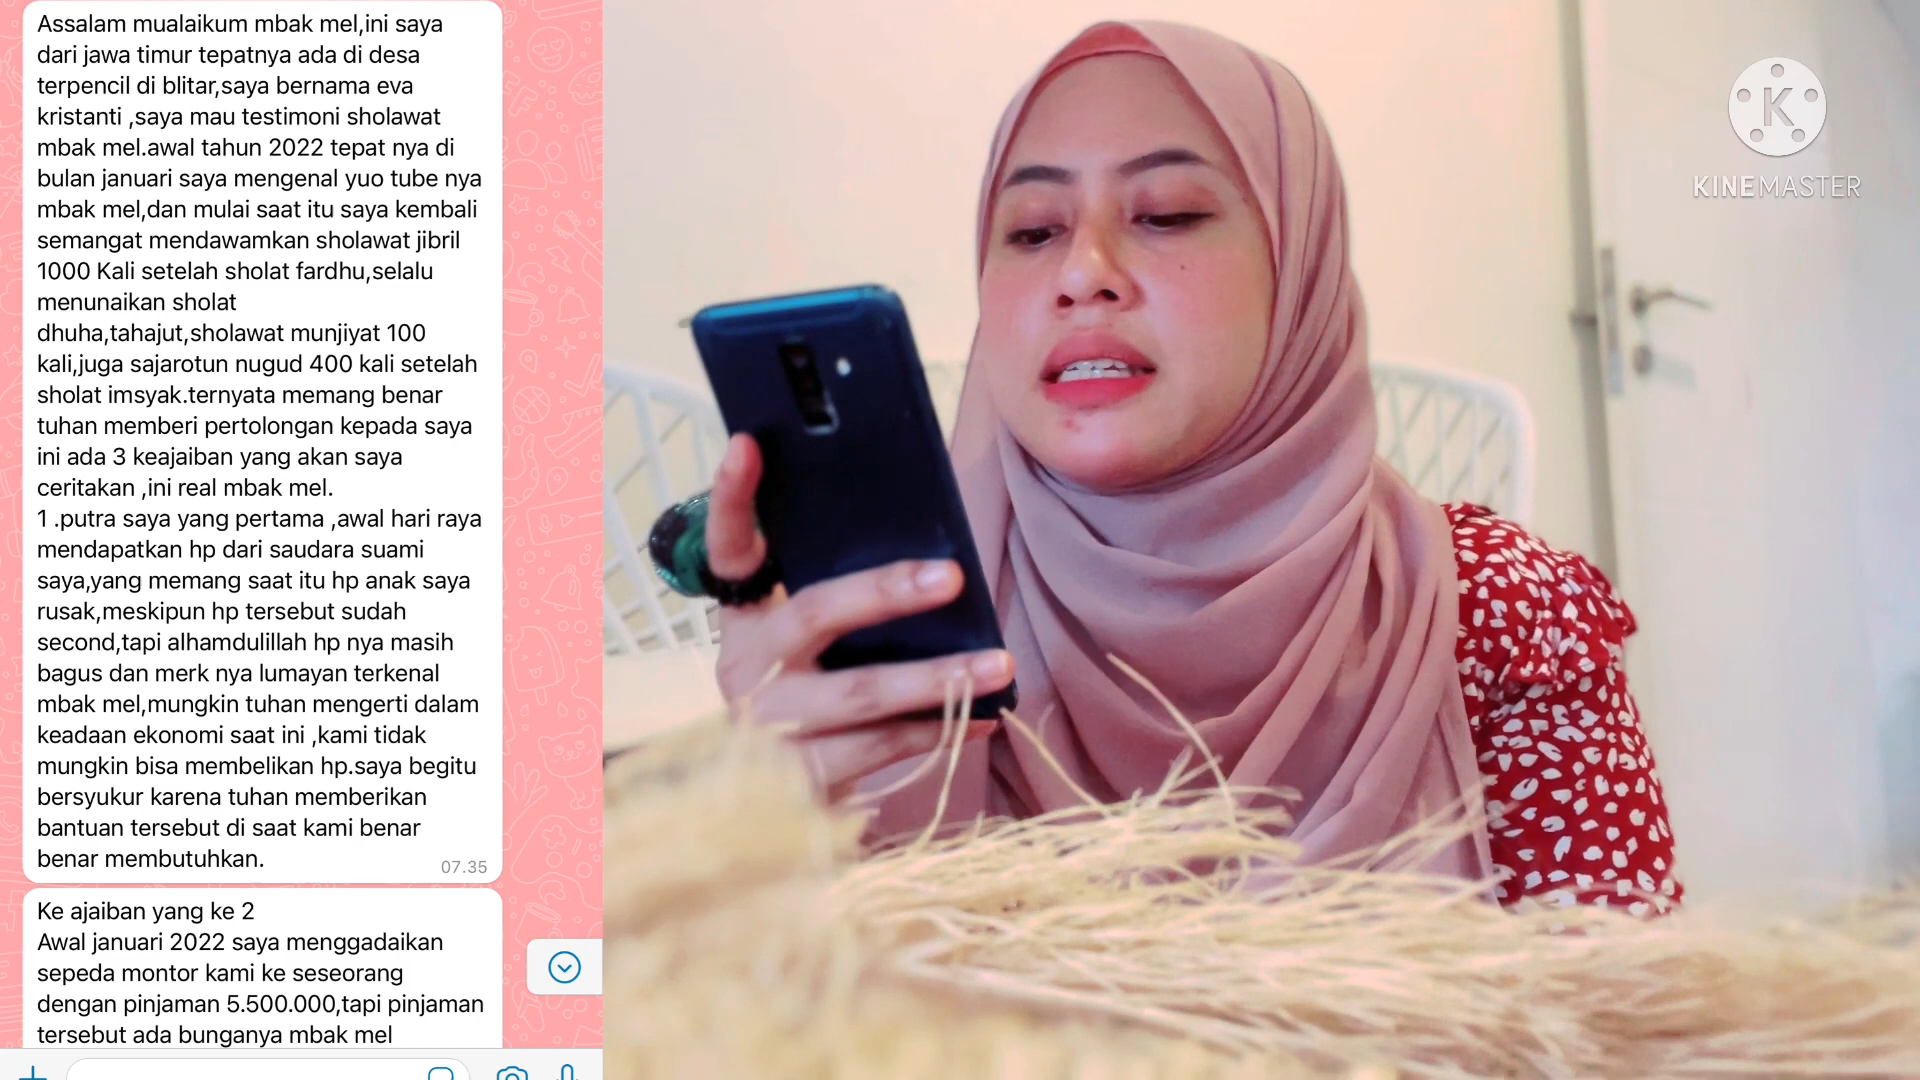 Assalam mualaikum mbak mel,ini saya
dari jawa timur tepatnya ada di desa
terpencil di blitar,saya bernama eva
kristanti ,saya mau testimoni sholawat
mbak mel.awal tahun 2022 tepat nya di
bulan januari saya mengenal yuo tube nya
mbak mel,dan mulai saat itu saya kembali
semangat mendawamkan sholawat jibril
1000 Kali setelah sholat fardhu,selalu
menunaikan sholat
dhuha,tahajut,sholawat munjiyat 100
kali,juga sajarotun nugud 400 kali setelah
sholat imsyak.ternyata memang benar
tuhan memberi pertolongan kepada saya
ini ada 3 keajaiban yang akan saya
ceritakan ,ini real mbak mel.
1 .putra saya yang pertama ,awal hari raya
mendapatkan hp dari saudara suami
saya,yang memang saat itu hp anak saya
rusak,meskipun hp tersebut sudah
second,tapi alhamdulillah hp nya masih
bagus dan merk nya lumayan terkenal
mbak mel,mungkin tuhan mengerti dalam
keadaan ekonomi saat ini ,kami tidak
mungkin bisa membelikan hp.saya begitu
bersyukur karena tuhan memberikan
bantuan tersebut di saat kami benar
benar membutuhkan.
07.35
Ke ajaiban yang ke 2
Awal januari 2022 saya menggadaikan
sepeda montor kami ke seseorang
dengan pinjaman 5.500.000,tapi pinjaman
tersebut ada bunganya mbak mel
K
KINEMASTER